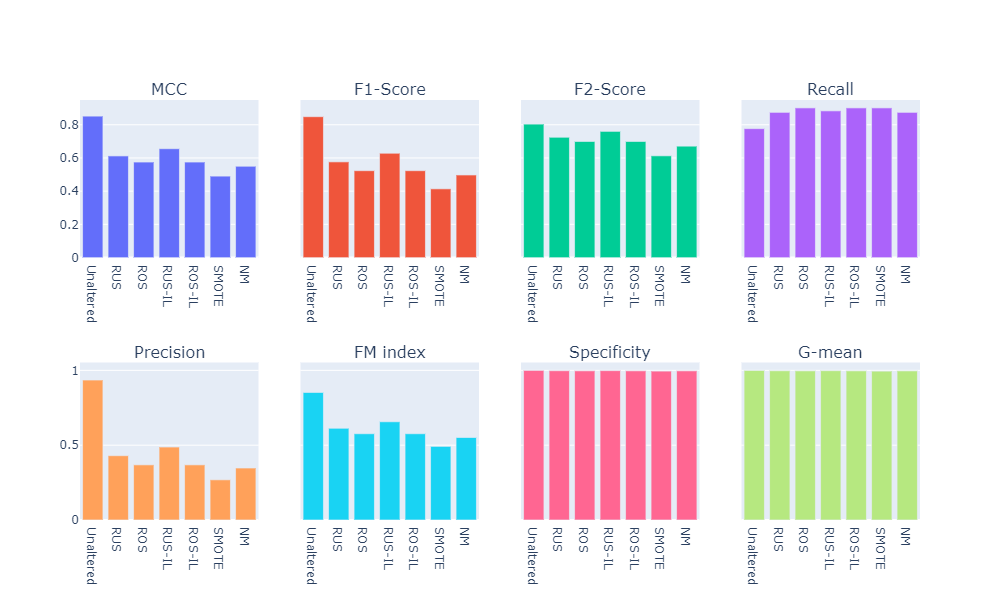 MCC
F1-Score
F2-Score
Recall
0.8
0.6
0.4
0.2
0
Unaltered
RUS
ROS
RUS-IL
ROS-IL
SMOTE
NM
Unaltered
RUS
ROS
RUS-IL
ROS-IL
SMOTE
NM
Unaltered
RUS
ROS
RUS-IL
ROS-IL
SMOTE
NM
Unaltered
RUS
ROS
RUS-IL
ROS-IL
SMOTE
NM
Precision
FM index
Specificity
G-mean
1
0.5
0
Unaltered
RUS
ROS
RUS-IL
ROS-IL
SMOTE
NM
Unaltered
RUS
ROS
RUS-IL
ROS-IL
SMOTE
NM
Unaltered
RUS
ROS
RUS-IL
ROS-IL
SMOTE
NM
Unaltered
RUS
ROS
RUS-IL
ROS-IL
SMOTE
NM